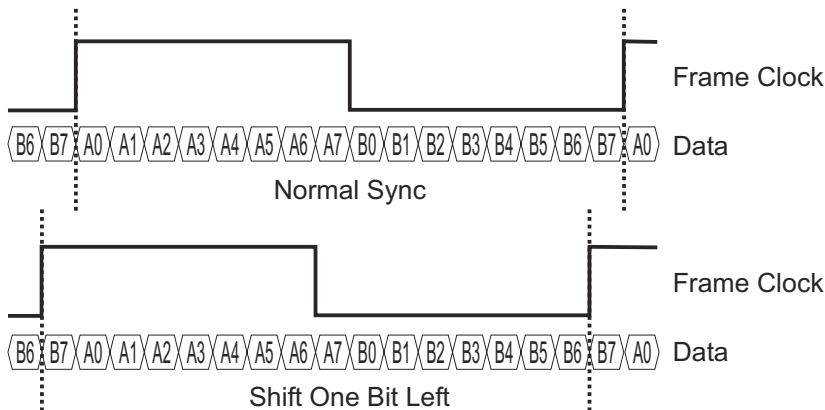 Frame Clock
B6 B7 A0 A1 A2 A3 A4 A5 A6 A7 B0 B1 B2 B3 B4 B5 B6 B7 A0 Data
Normal Sync
Frame Clock
B6 B7 A0 A1 A2 A3 A4 A5 A6 A7 B0 B1 B2 B3 B4 B5 B6 B7 A0 Data
Shift One Bit Left